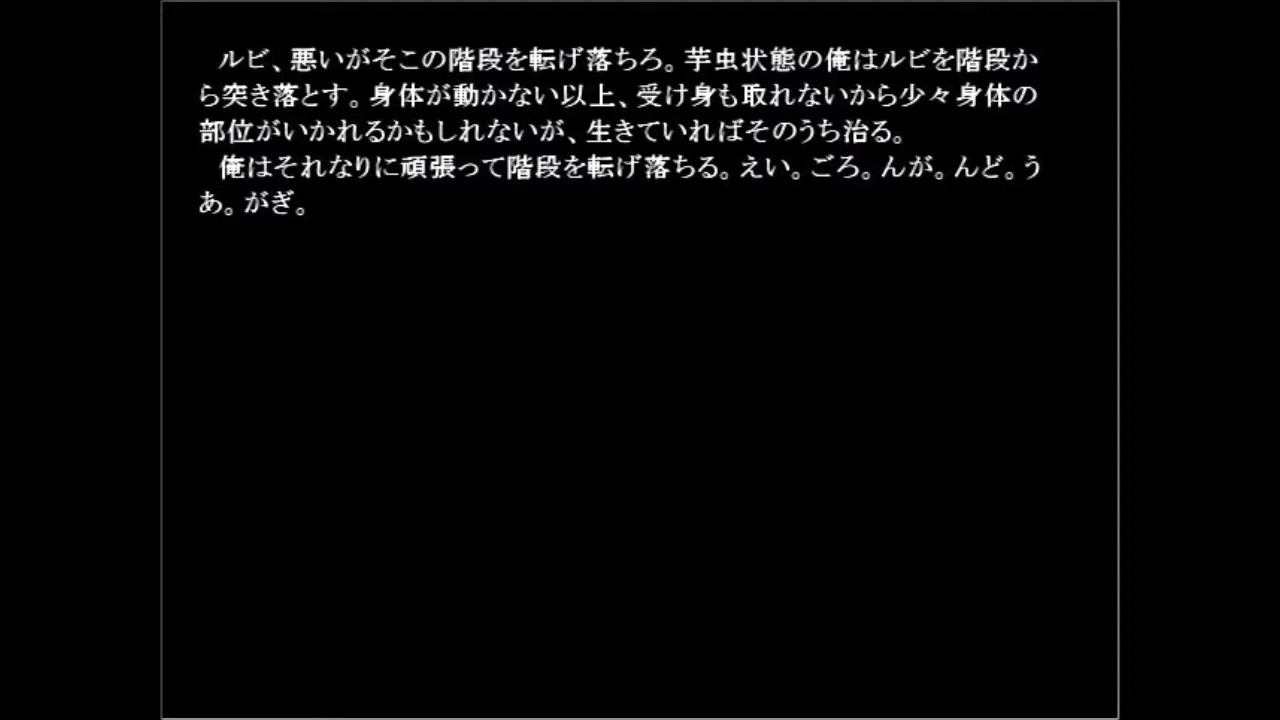 ルビ、悪いがそこの階段を転げ落ちろ。芋虫状態の俺はルビを階段か
ら突き落とす。身体が動かない以上、受け身も取れないから少々身体の
部位がいかれるかもしれないが、生きていればそのうち治る。
俺はそれなりに頑張って階段を転げ落ちる。えい。ごろ。んが。んど。う
あ。がぎ。